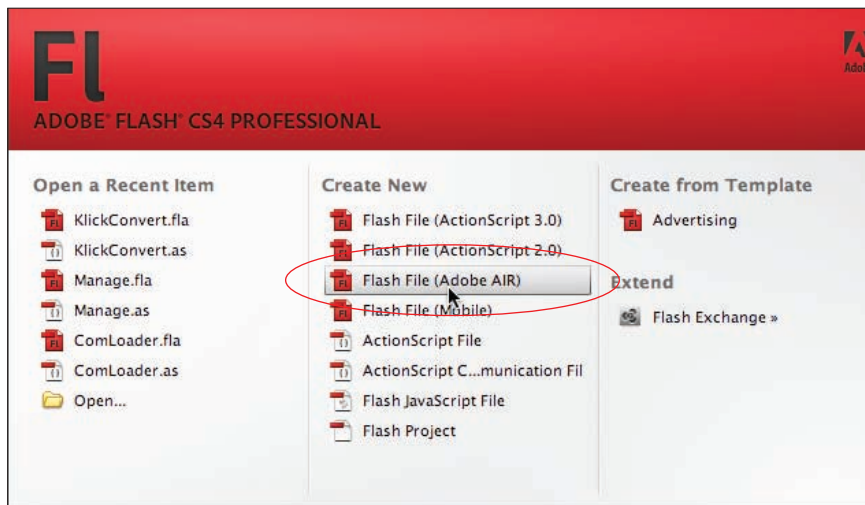 Fl
Adob
ADOBE® FLASH® CS4 PROFESSIONAL
Open a Recent Item
KlickConvert.fla
KlickConvert.as
Manage.fla
Manage.as
ComLoader.fla
ComLoader.as
Open...
Create New
Flash File (ActionScript 3.0)
Flash File (ActionScript 2.0)
Flash File (Adobe AIR)
Flash File (Mobile)
ActionScript File
ActionScript C...munication Fil
Flash JavaScript File
Flash Project
Create from Template
Advertising
Extend
Flash Exchange »